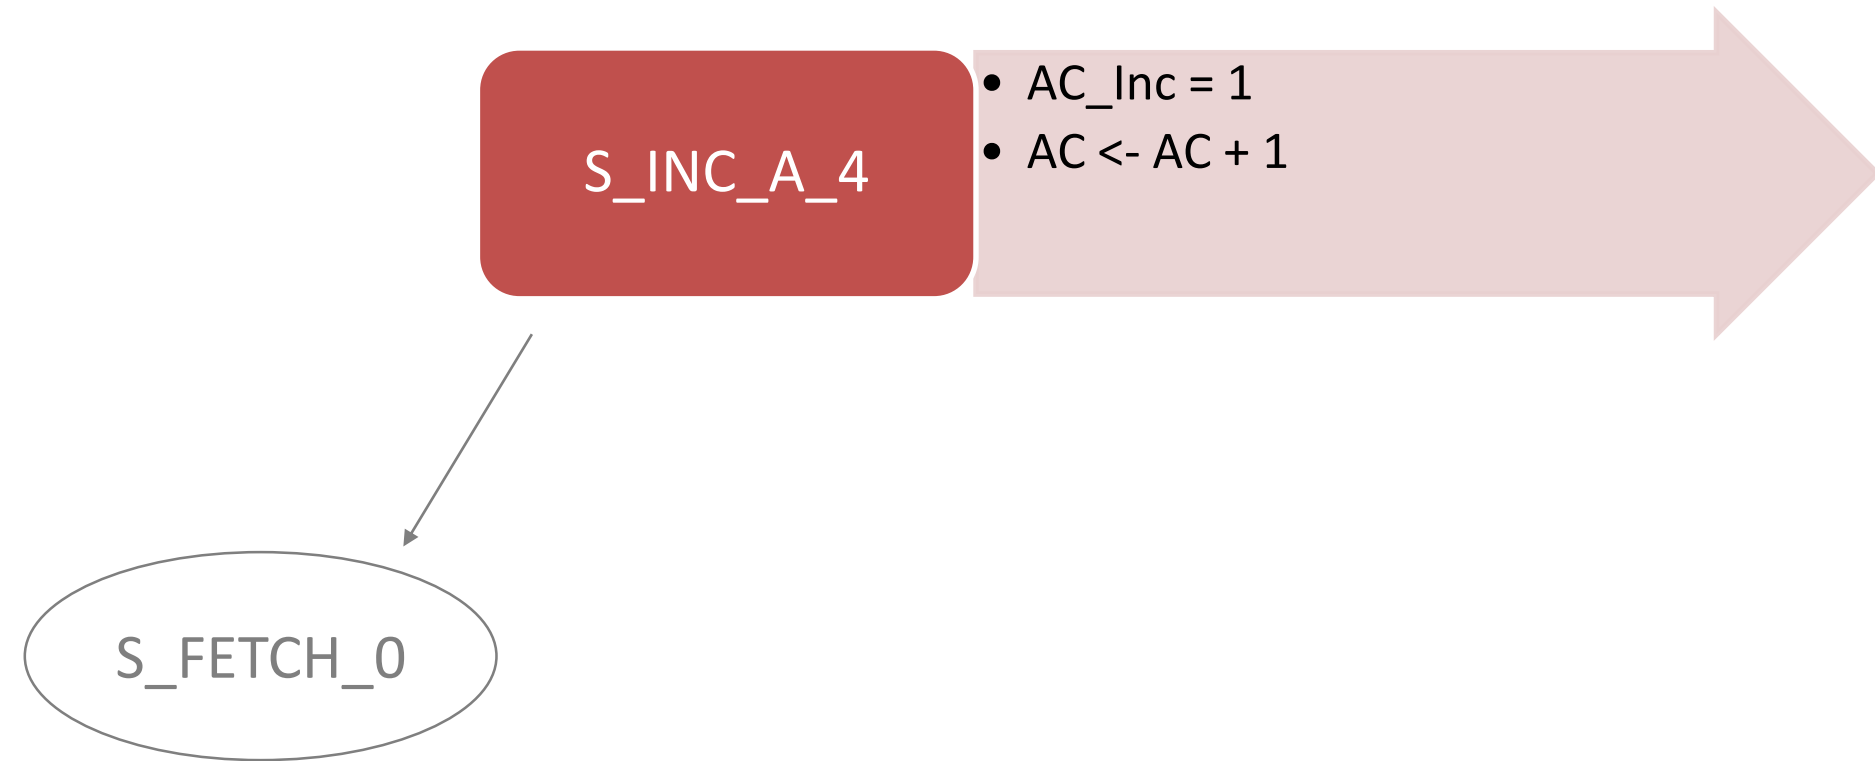 S_INC_A_4
• AC_Inc = 1
• AC <- AC + 1
S_FETCH_0